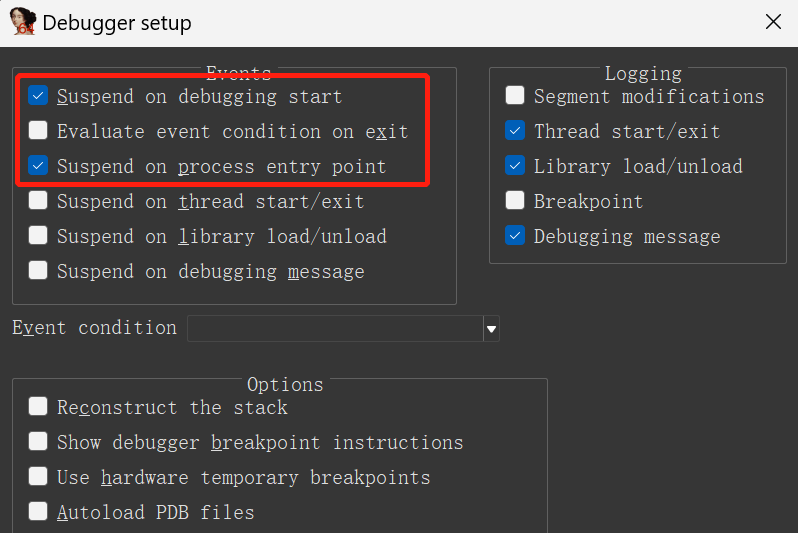 64
Debugger setup
Events
Suspend on debugging start
Evaluate event condition on exit
Suspend on process entry point
Suspend on thread start/exit
Suspend on library load/unload
Suspend on debugging message
Logging
Segment modifications
Thread start/exit
Library load/unload
Breakpoint
Debugging message
Event condition
Options
Reconstruct the stack
Show debugger breakpoint instructions
Use hardware temporary breakpoints
Autoload PDB files